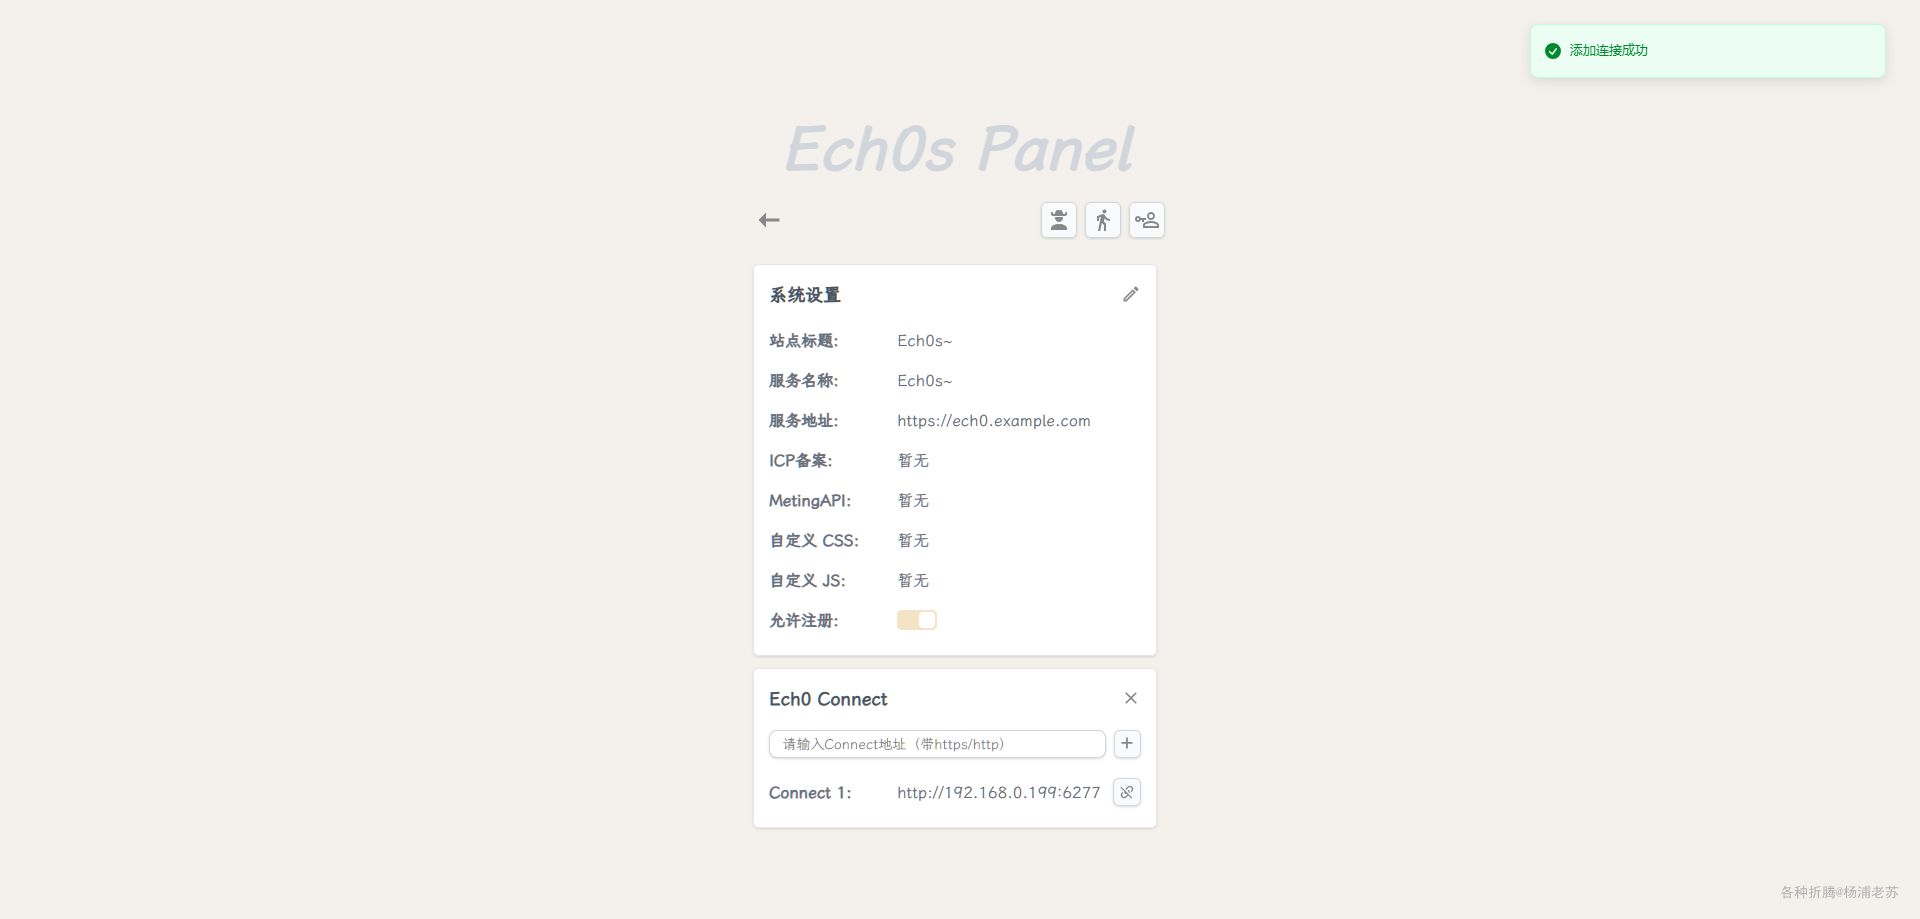 添加连接成功
Ech0s Panel
系统设置
站点标题: Ech0s~
服务名称: Ech0s~
服务地址: https://ech0.example.com
ICP备案: 暂无
MetingAPI: 暂无
自定义 CSS: 暂无
自定义 JS: 暂无
允许注册:
Ech0 Connect
请输入Connect地址（带https/http）
Connect 1: http://192.168.0.199:6277
各种折腾@杨浦老苏